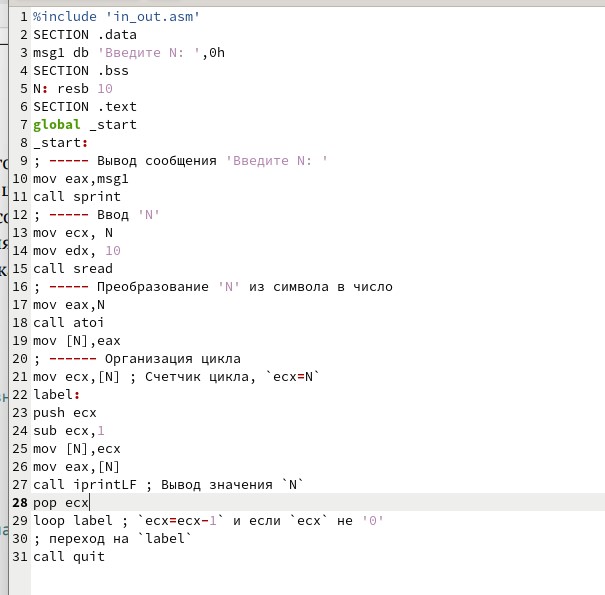 1 %include 'in_out.asm'
2 SECTION .data
3 msg1 db 'Введите N: ',0h
4 SECTION .bss
5 N: resb 10
6 SECTION .text
7 global _start
8 _start:
9 ; ----- Вывод сообщения 'Введите N: '
10 mov eax,msg1
11 call sprint
12 ; ----- Ввод 'N'
13 mov ecx, N
14 mov edx, 10
15 call sread
16 ; ----- Преобразование 'N' из символа в число
17 mov eax,N
18 call atoi
19 mov [N],eax
20 ; ------ Организация цикла
21 mov ecx,[N] ; Счетчик цикла, `ecx=N`
22 label:
23 push ecx
24 sub ecx,1
25 mov [N],ecx
26 mov eax,[N]
27 call iprintLF ; Вывод значения `N`
28 pop ecx
29 loop label ; `ecx=ecx-1` и если `ecx` не '0'
30 ; переход на `label`
31 call quit